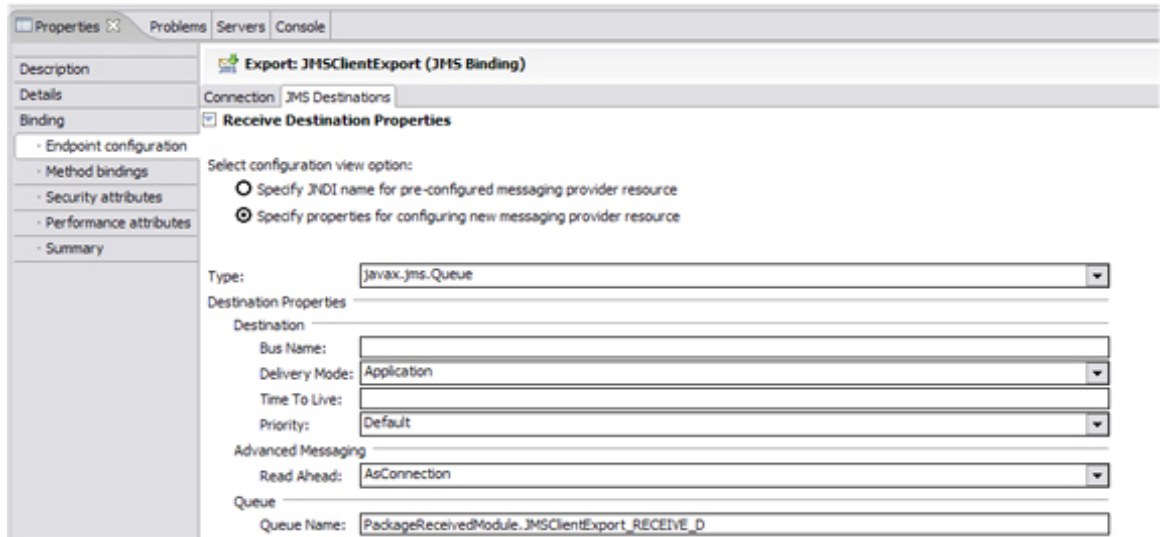 Properties Problems Servers Console
Export: JMSClientExport (JMS Binding)
Description
Details
Binding
· Endpoint configuration
· Method bindings
· Security attributes
· Performance attributes
· Summary
Connection JMS Destinations
Receive Destination Properties
Select configuration view option:
Specify JNDI name for pre-configured messaging provider resource
Specify properties for configuring new messaging provider resource
Type: javax.jms.Queue
Destination Properties
Destination
Bus Name:
Delivery Mode: Application
Time To Live:
Priority: Default
Advanced Messaging
Read Ahead: AsConnection
Queue
Queue Name: PackageReceivedModule.JMSClientExport_RECEIVE_D